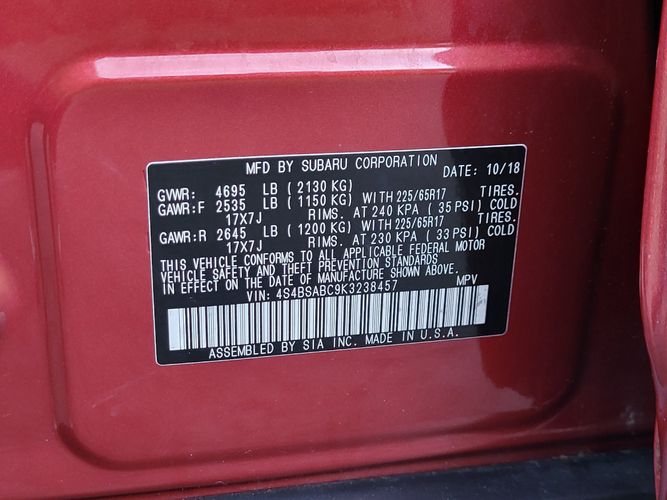 MFD BY SUBARU CORPORATION DATE: 10/18
GVWR: 4695 LB ( 2130 KG)
GAWR:F 2535 LB ( 1150 KG) WITH 225/65R17 TIRES.
17X7J RIMS. AT 240 KPA ( 35 PSI) COLD
GAWR:R 2645 LB ( 1200 KG) WITH 225/65R17 TIRES.
17X7J RIMS. AT 230 KPA ( 33 PSI) COLD
THIS VEHICLE CONFORMS TO ALL APPLICABLE FEDERAL MOTOR
VEHICLE SAFETY AND THEFT PREVENTION STANDARDS
IN EFFECT ON THE DATE OF MANUFACTURE SHOWN ABOVE.
VIN: 4S4BSABC9K3238457 MPV
ASSEMBLED BY SIA INC. MADE IN U.S.A.